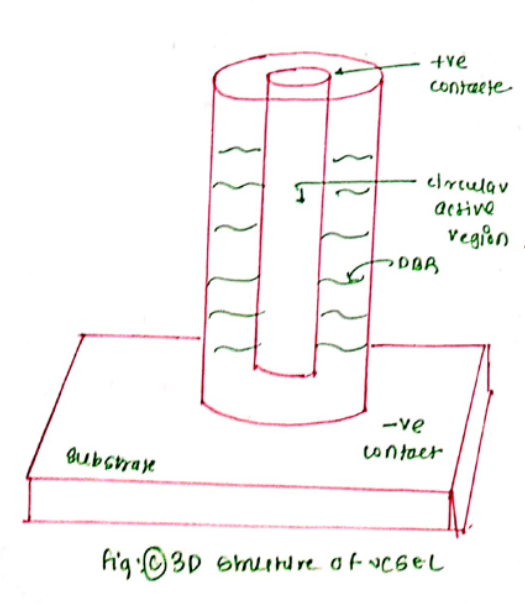 +ve
contacte
circular
active
region
DBR
-ve
contact
substrate
fig:(c) 3D structure of VCSEL